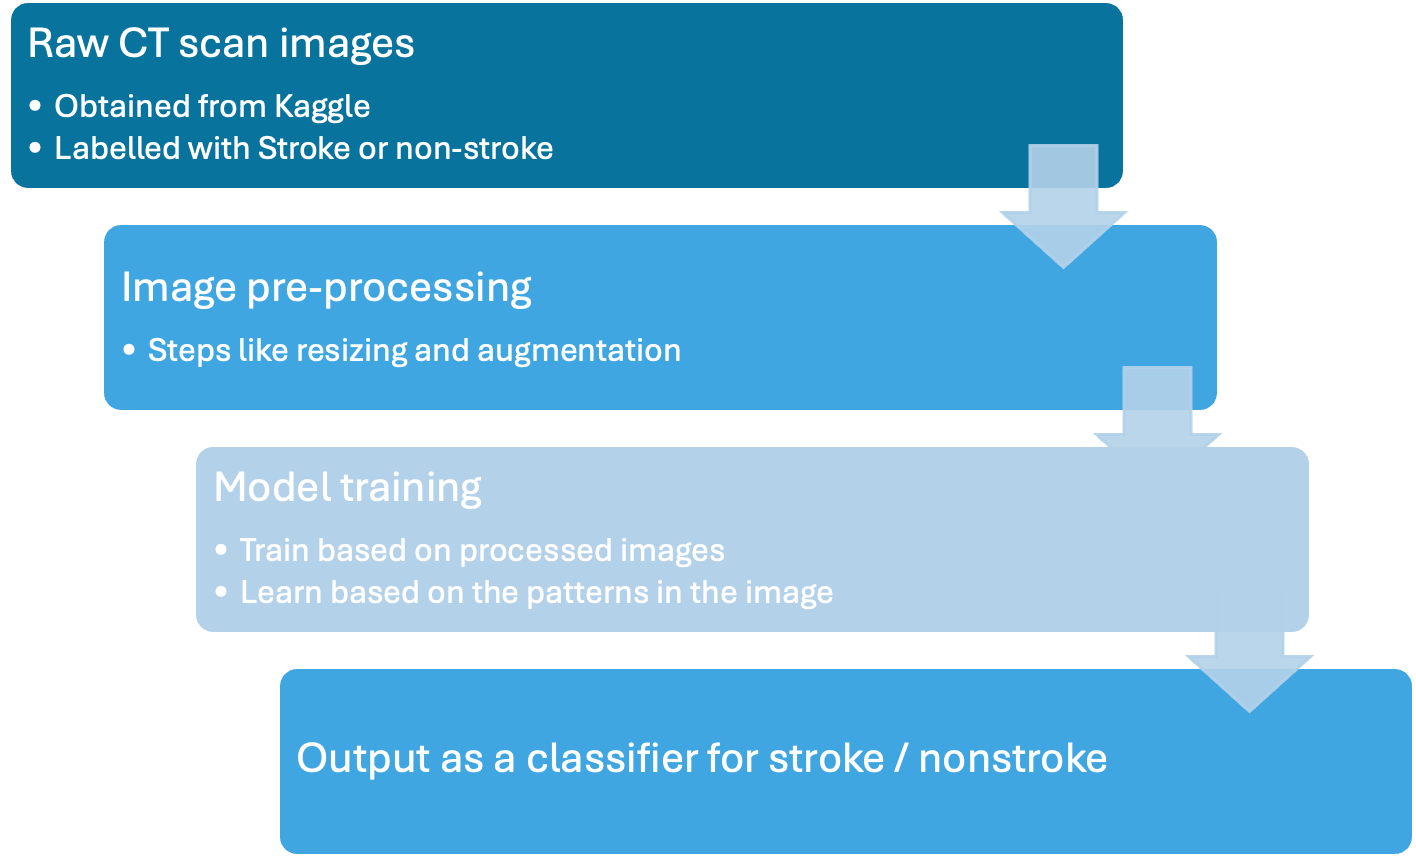 Raw CT scan images
• Obtained from Kaggle
• Labelled with Stroke or non-stroke
Image pre-processing
• Steps like resizing and augmentation
Model training
• Train based on processed images
• Learn based on the patterns in the image
Output as a classifier for stroke / nonstroke